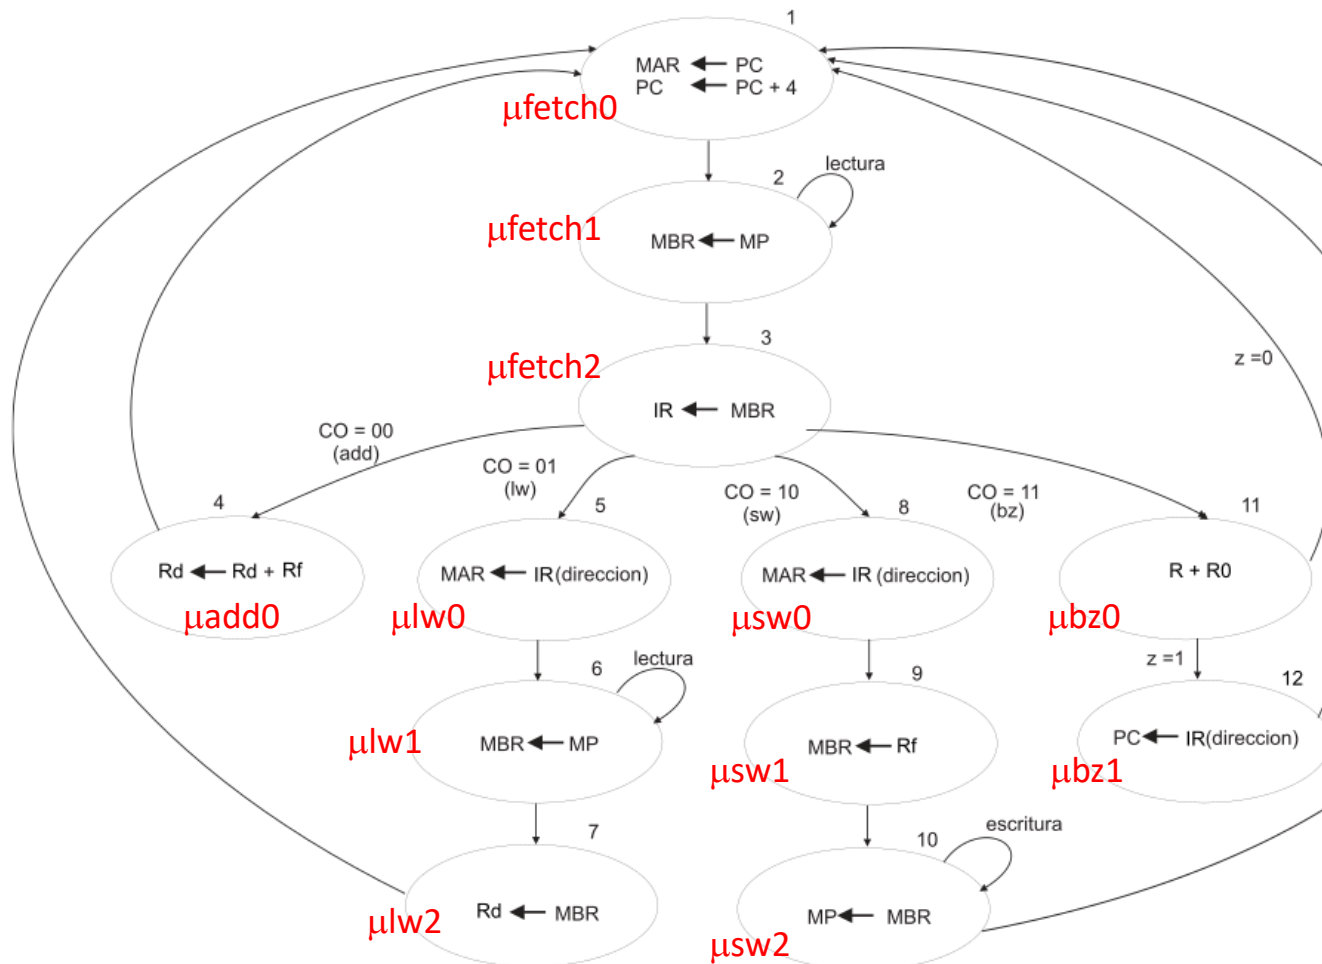 1
MAR ← PC
PC ← PC + 4
μfetch0
lectura
2
μfetch1
MBR ← MP
3
μfetch2
z =0
IR ← MBR
CO = 00
(add)
CO = 01
(lw)
CO = 10
(sw)
CO = 11
(bz)
4
Rd ← Rd + Rf
μadd0
5
MAR ← IR(direccion)
μlw0
8
MAR ← IR (direccion)
μsw0
11
R + R0
μbz0
6
lectura
MBR ← MP
μlw1
9
MBR ← Rf
μsw1
z =1
12
PC ← IR(direccion)
μbz1
7
Rd ← MBR
μlw2
10
escritura
MP ← MBR
μsw2